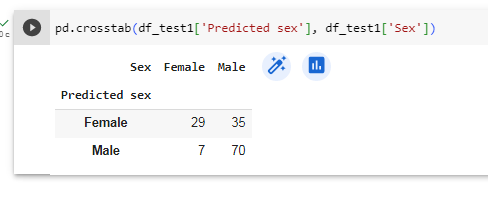 pd.crosstab(df_test1['Predicted sex'], df_test1['Sex'])
Sex Female Male
Predicted sex
Female 29 35
Male 7 70